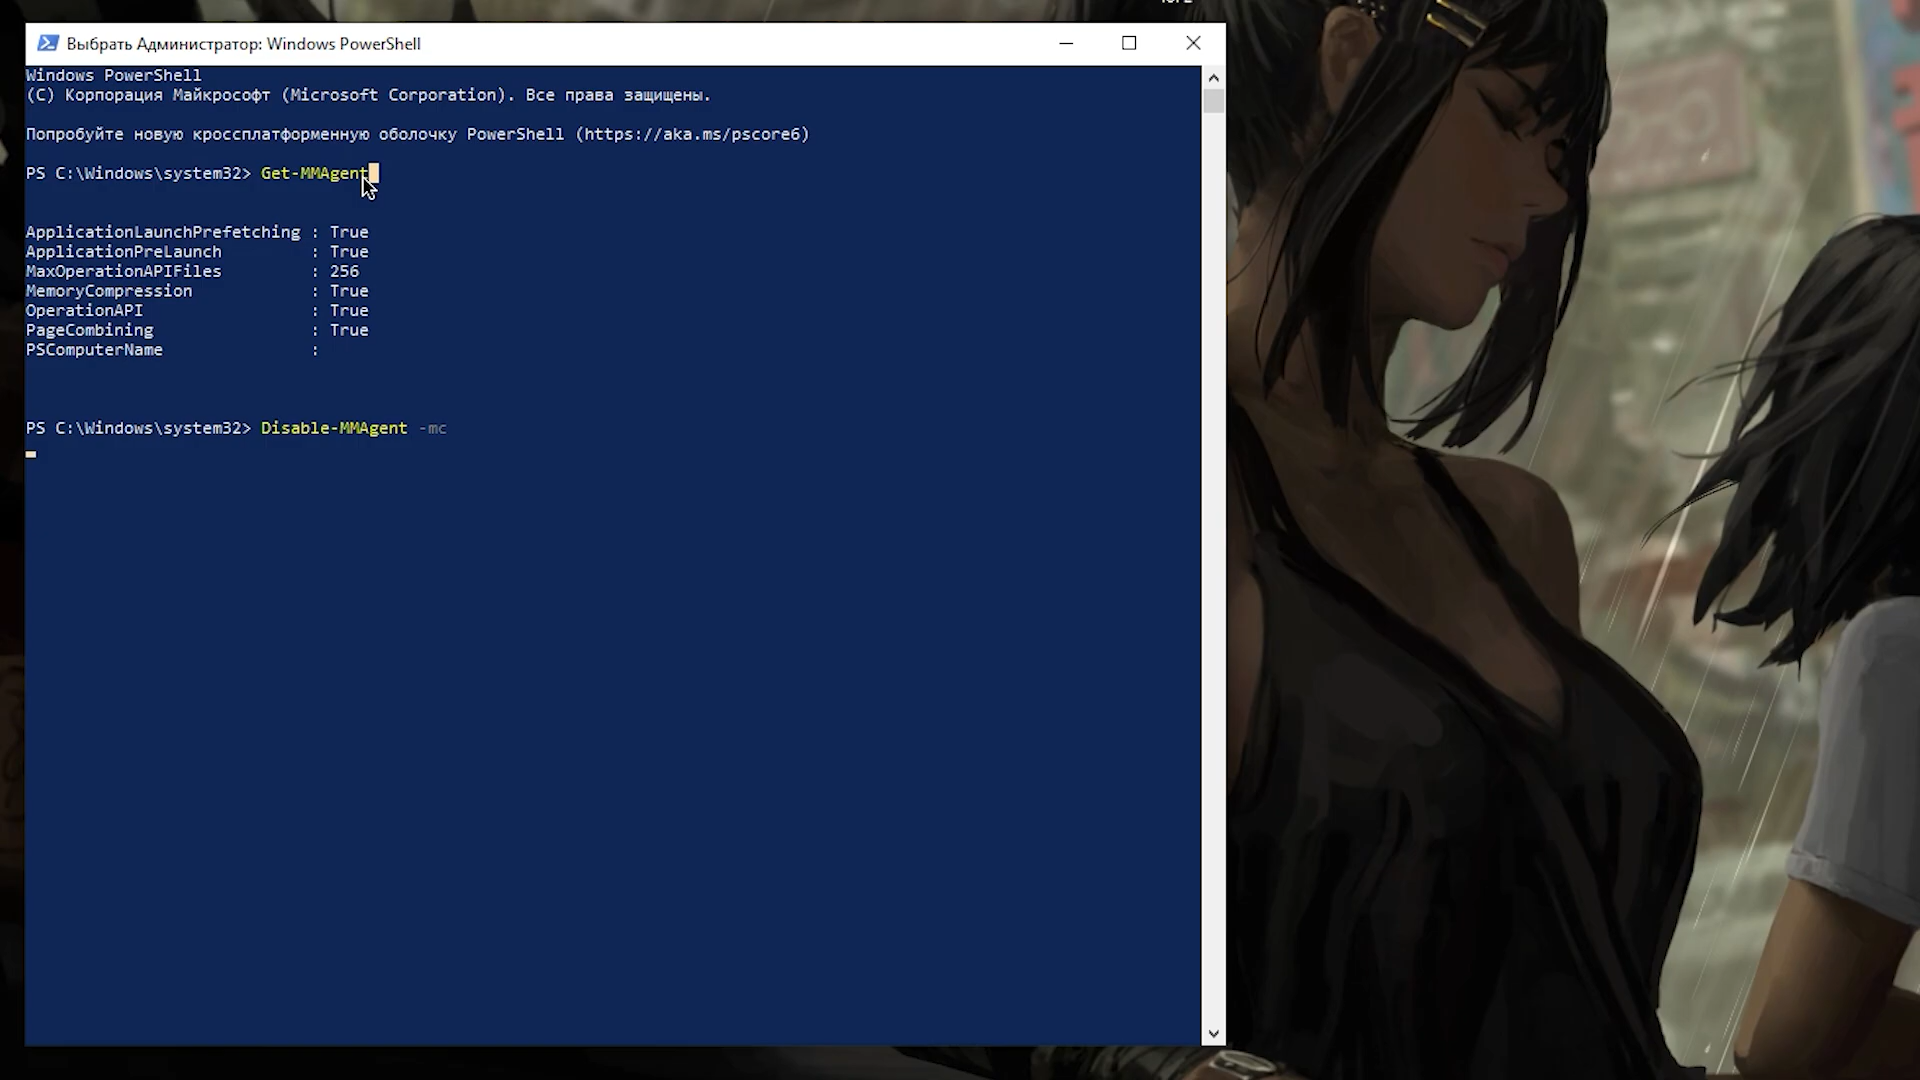 Выбрать Администратор: Windows PowerShell
Windows PowerShell
(C) Корпорация Майкрософт (Microsoft Corporation). Все права защищены.
Попробуйте новую кроссплатформенную оболочку PowerShell (https://aka.ms/pscore6)
PS C:\Windows\system32> Get-MMAgent
ApplicationLaunchPrefetching : True
ApplicationPreLaunch : True
MaxOperationAPIFiles : 256
MemoryCompression : True
OperationAPI : True
PageCombining : True
PSComputerName :
PS C:\Windows\system32> Disable-MMAgent -mc